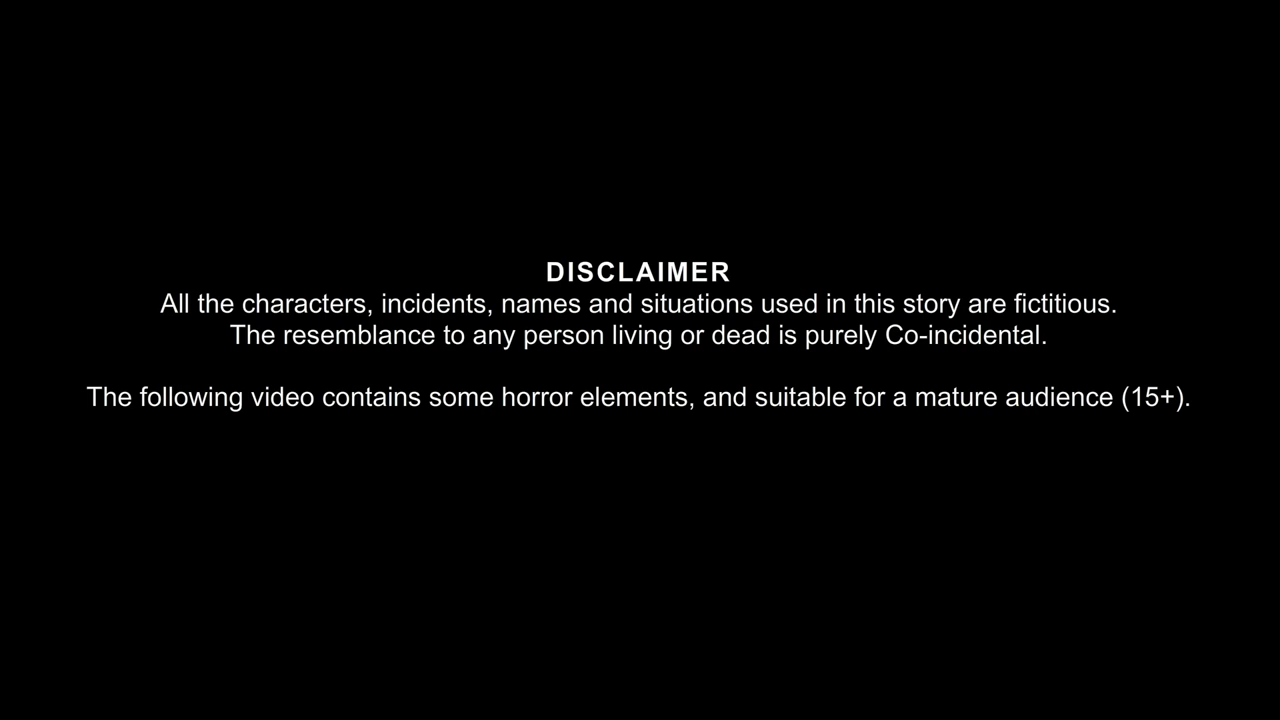 DISCLAIMER
All the characters, incidents, names and situations used in this story are fictitious.
The resemblance to any person living or dead is purely Co-incidental.
The following video contains some horror elements, and suitable for a mature audience (15+).